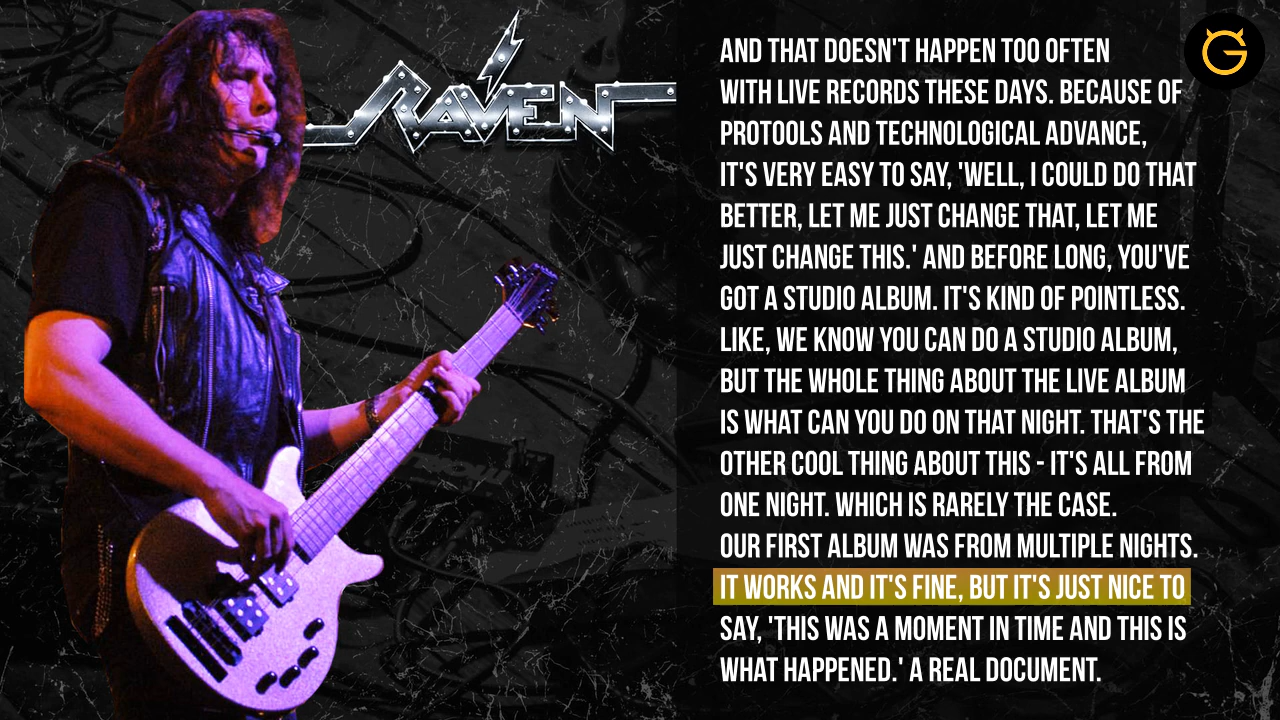 RAVEN
G
AND THAT DOESN'T HAPPEN TOO OFTEN
WITH LIVE RECORDS THESE DAYS. BECAUSE OF
PROTOOLS AND TECHNOLOGICAL ADVANCE,
IT'S VERY EASY TO SAY, 'WELL, I COULD DO THAT
BETTER, LET ME JUST CHANGE THAT, LET ME
JUST CHANGE THIS.' AND BEFORE LONG, YOU'VE
GOT A STUDIO ALBUM. IT'S KIND OF POINTLESS.
LIKE, WE KNOW YOU CAN DO A STUDIO ALBUM,
BUT THE WHOLE THING ABOUT THE LIVE ALBUM
IS WHAT CAN YOU DO ON THAT NIGHT. THAT'S THE
OTHER COOL THING ABOUT THIS - IT'S ALL FROM
ONE NIGHT. WHICH IS RARELY THE CASE.
OUR FIRST ALBUM WAS FROM MULTIPLE NIGHTS.
IT WORKS AND IT'S FINE, BUT IT'S JUST NICE TO
SAY, 'THIS WAS A MOMENT IN TIME AND THIS IS
WHAT HAPPENED.' A REAL DOCUMENT.